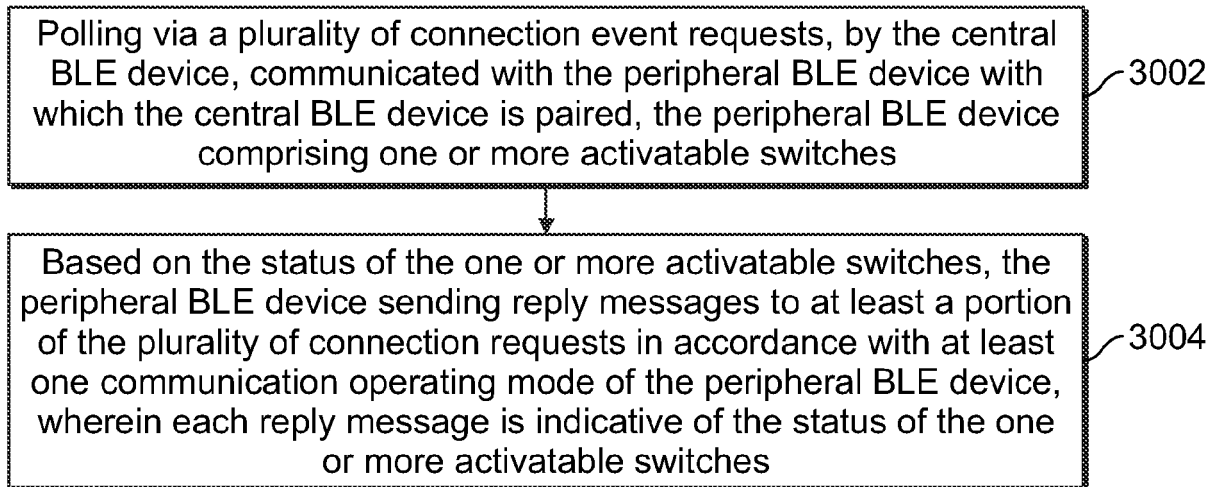 Polling via a plurality of connection event requests, by the central
BLE device, communicated with the peripheral BLE device with
which the central BLE device is paired, the peripheral BLE device
comprising one or more activatable switches
3002
Based on the status of the one or more activatable switches, the
peripheral BLE device sending reply messages to at least a portion
of the plurality of connection requests in accordance with at least
one communication operating mode of the peripheral BLE device,
wherein each reply message is indicative of the status of the one
or more activatable switches
3004